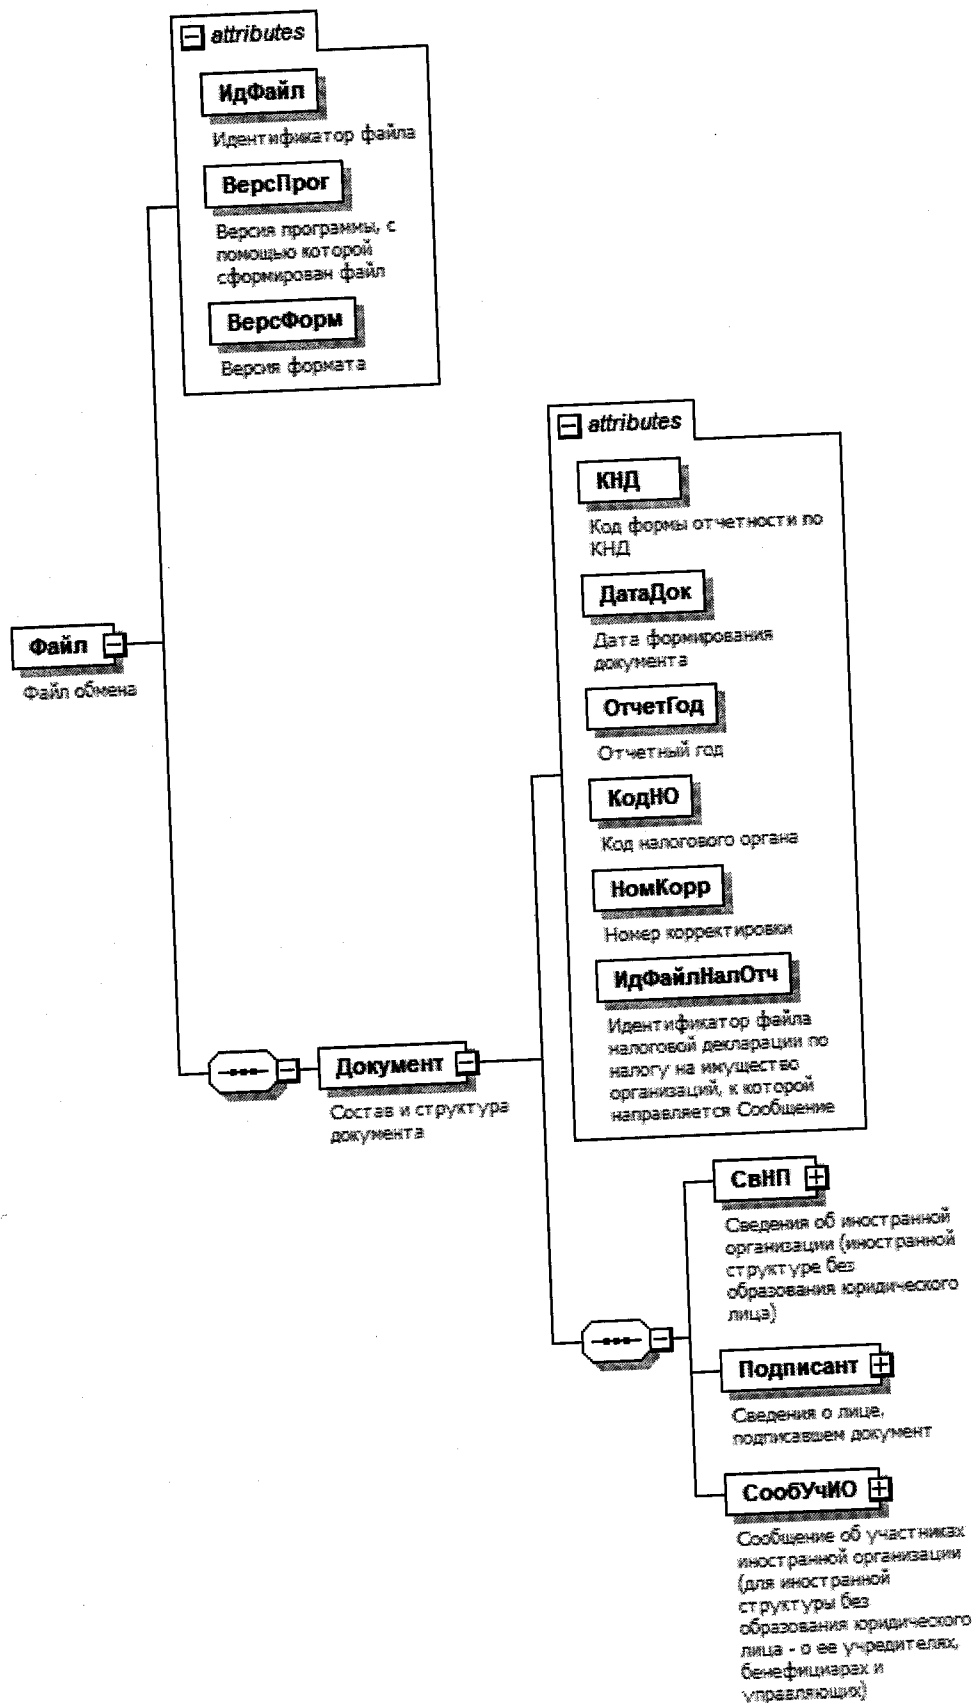 attributes
ИдФайл
Идентификатор файла
ВерсПрог
Версия программы, с
помощью которой
сформирован файл
ВерсФорм
Версия формата
Файл
Файл обмена
attributes
КНД
Код формы отчетности по
КНД
ДатаДок
Дата формирования
документа
ОтчетГод
Отчетный год
КодНО
Код налогового органа
НомКорр
Номер корректировки
ИдФайлНалОтч
Идентификатор файла
налоговой декларации по
налогу на имущество
организаций, к которой
направляется Сообщение
Документ
Состав и структура
документа
СвНП
Сведения об иностранной
организации (иностранной
структуре без
образования юридического
лица)
Подписант
Сведения о лице,
подписавшем документ
СообУчИО
Сообщение об участниках
иностранной организации
(для иностранной
структуры без
образования юридического
лица - о ее учредителях,
бенефициарах и
управляющих)